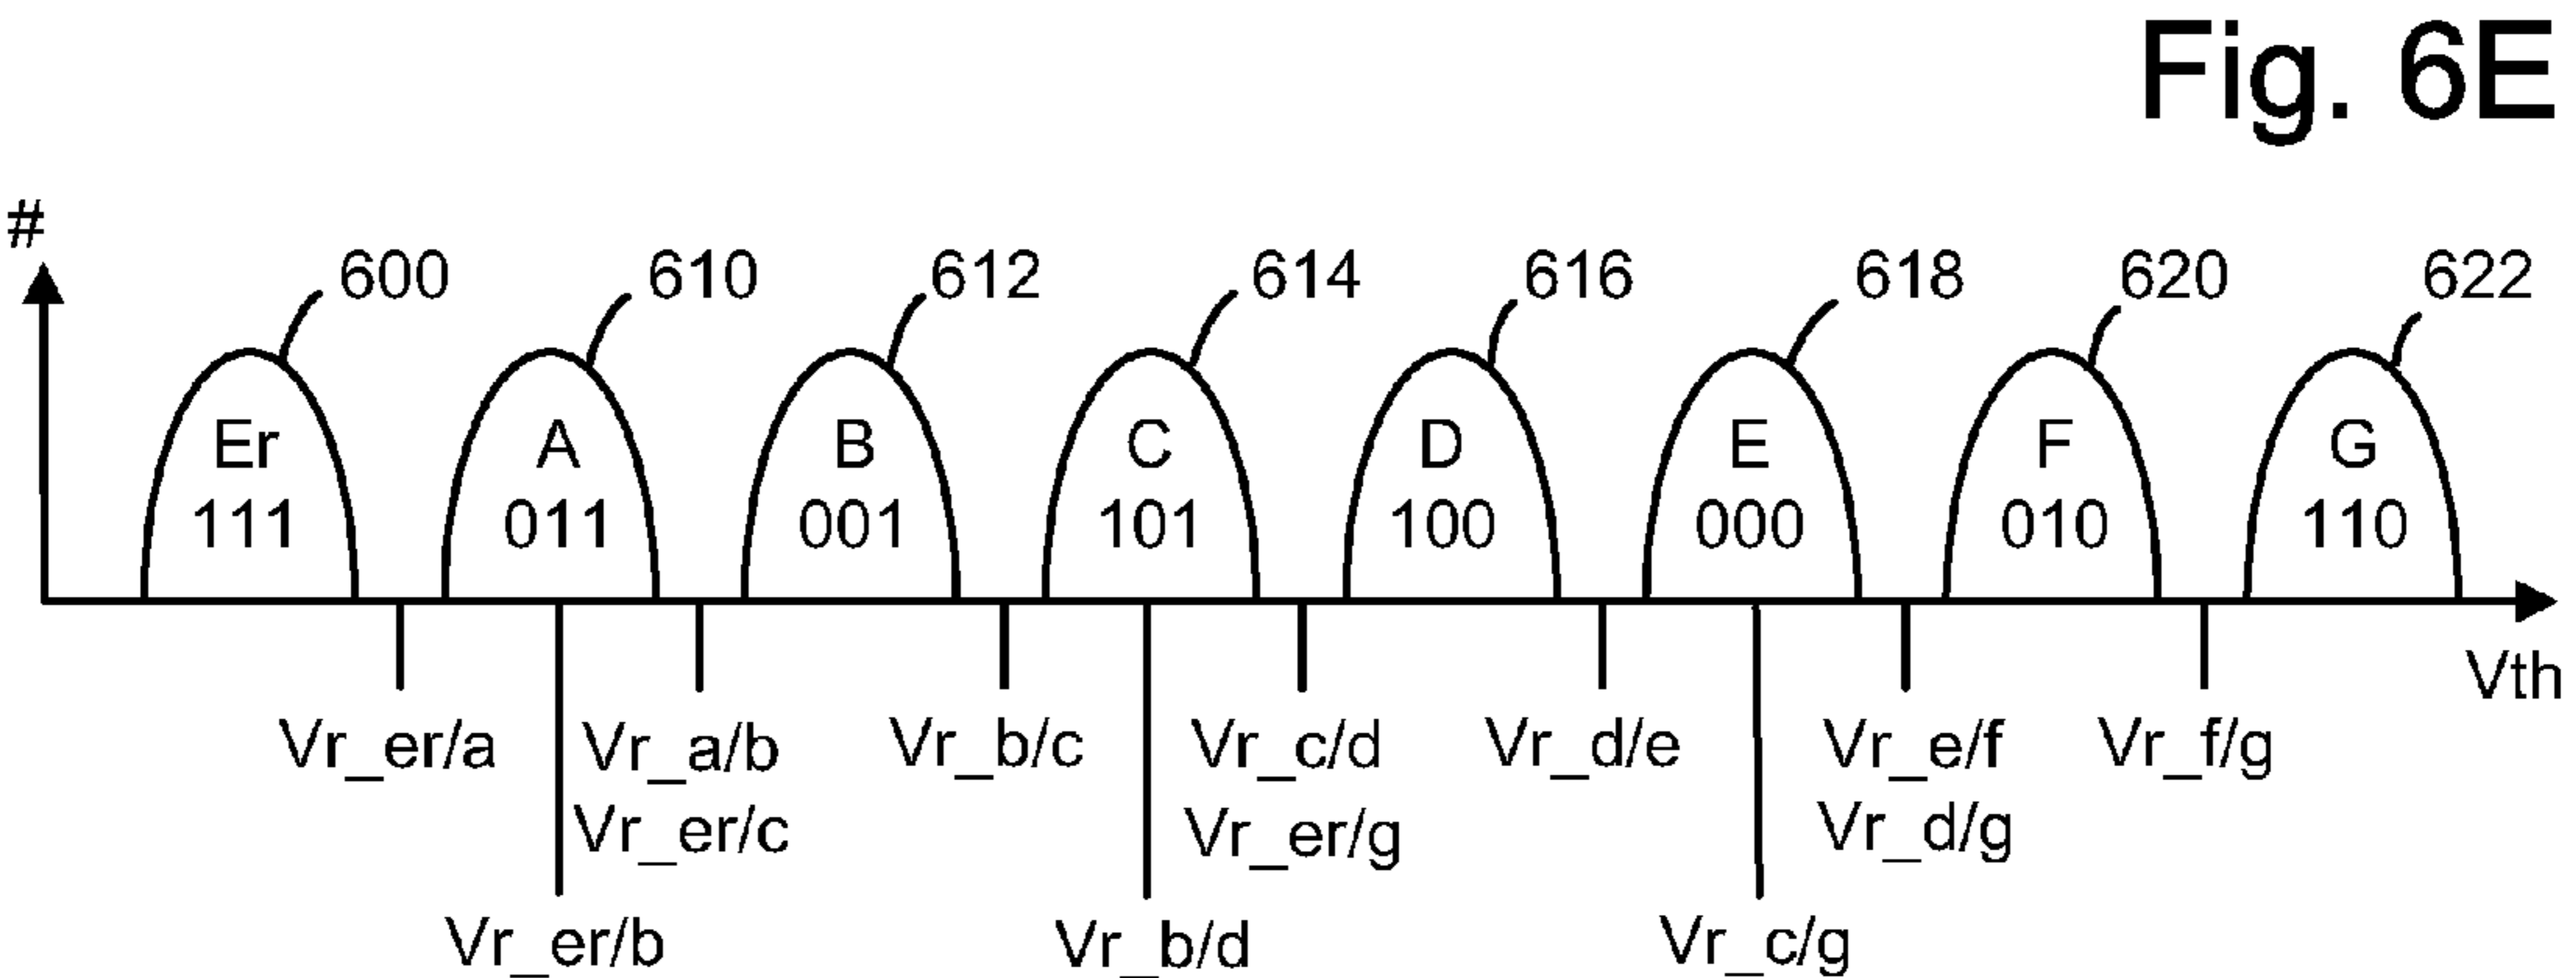 Fig. 6E
#
600 610 612 614 616 618 620 622
Er A B C D E F G
111 011 001 101 100 000 010 110
Vth
Vr_er/a Vr_a/b Vr_b/c Vr_c/d Vr_d/e Vr_e/f Vr_f/g
Vr_er/c Vr_er/g Vr_d/g
Vr_er/b Vr_b/d Vr_c/g